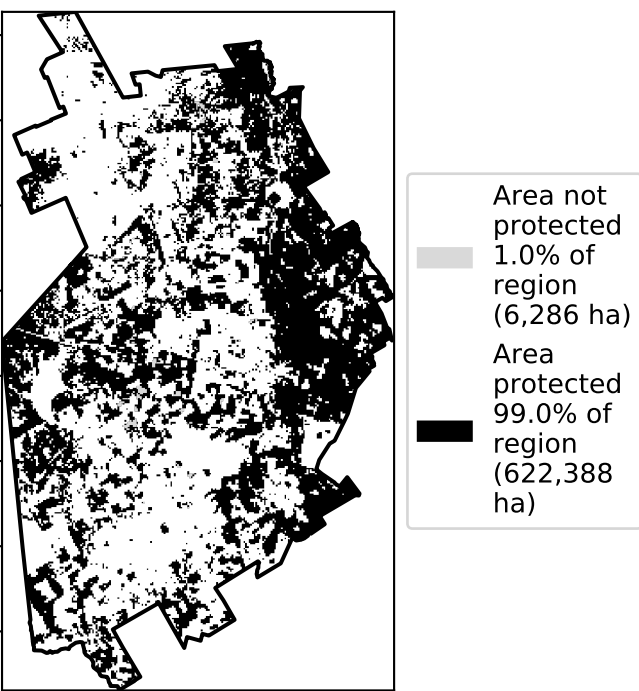 Area not
protected
1.0% of
region
(6,286 ha)
Area
protected
99.0% of
region
(622,388
ha)